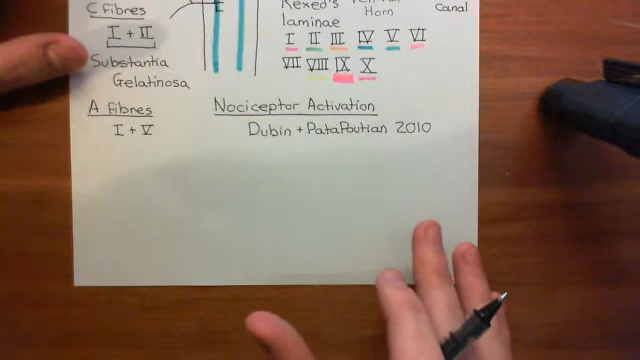 C fibres
I + II
Substantia
Gelatinosa
A fibres
I + V
Rexed's
laminae
Horn
Canal
I II III IV V VI
VII VIII IX X
Nociceptor Activation
Dubin + Patapoutian 2010